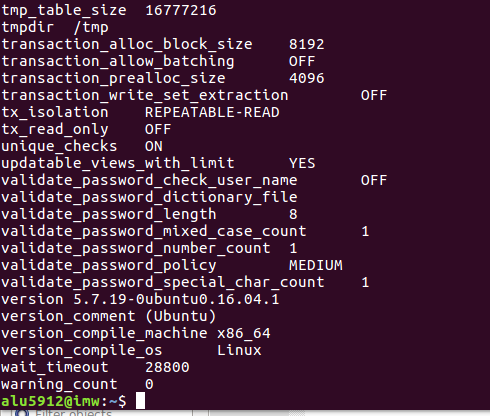 tmp_table_size	16777216
tmpdir	/tmp
transaction_alloc_block_size	8192
transaction_allow_batching	OFF
transaction_prealloc_size	4096
transaction_write_set_extraction	OFF
tx_isolation	REPEATABLE-READ
tx_read_only	OFF
unique_checks	ON
updatable_views_with_limit	YES
validate_password_check_user_name	OFF
validate_password_dictionary_file
validate_password_length	8
validate_password_mixed_case_count	1
validate_password_number_count	1
validate_password_policy	MEDIUM
validate_password_special_char_count	1
version	5.7.19-0ubuntu0.16.04.1
version_comment	(Ubuntu)
version_compile_machine	x86_64
version_compile_os	Linux
wait_timeout	28800
warning_count	0
alu5912@imw:~$
Filter objects